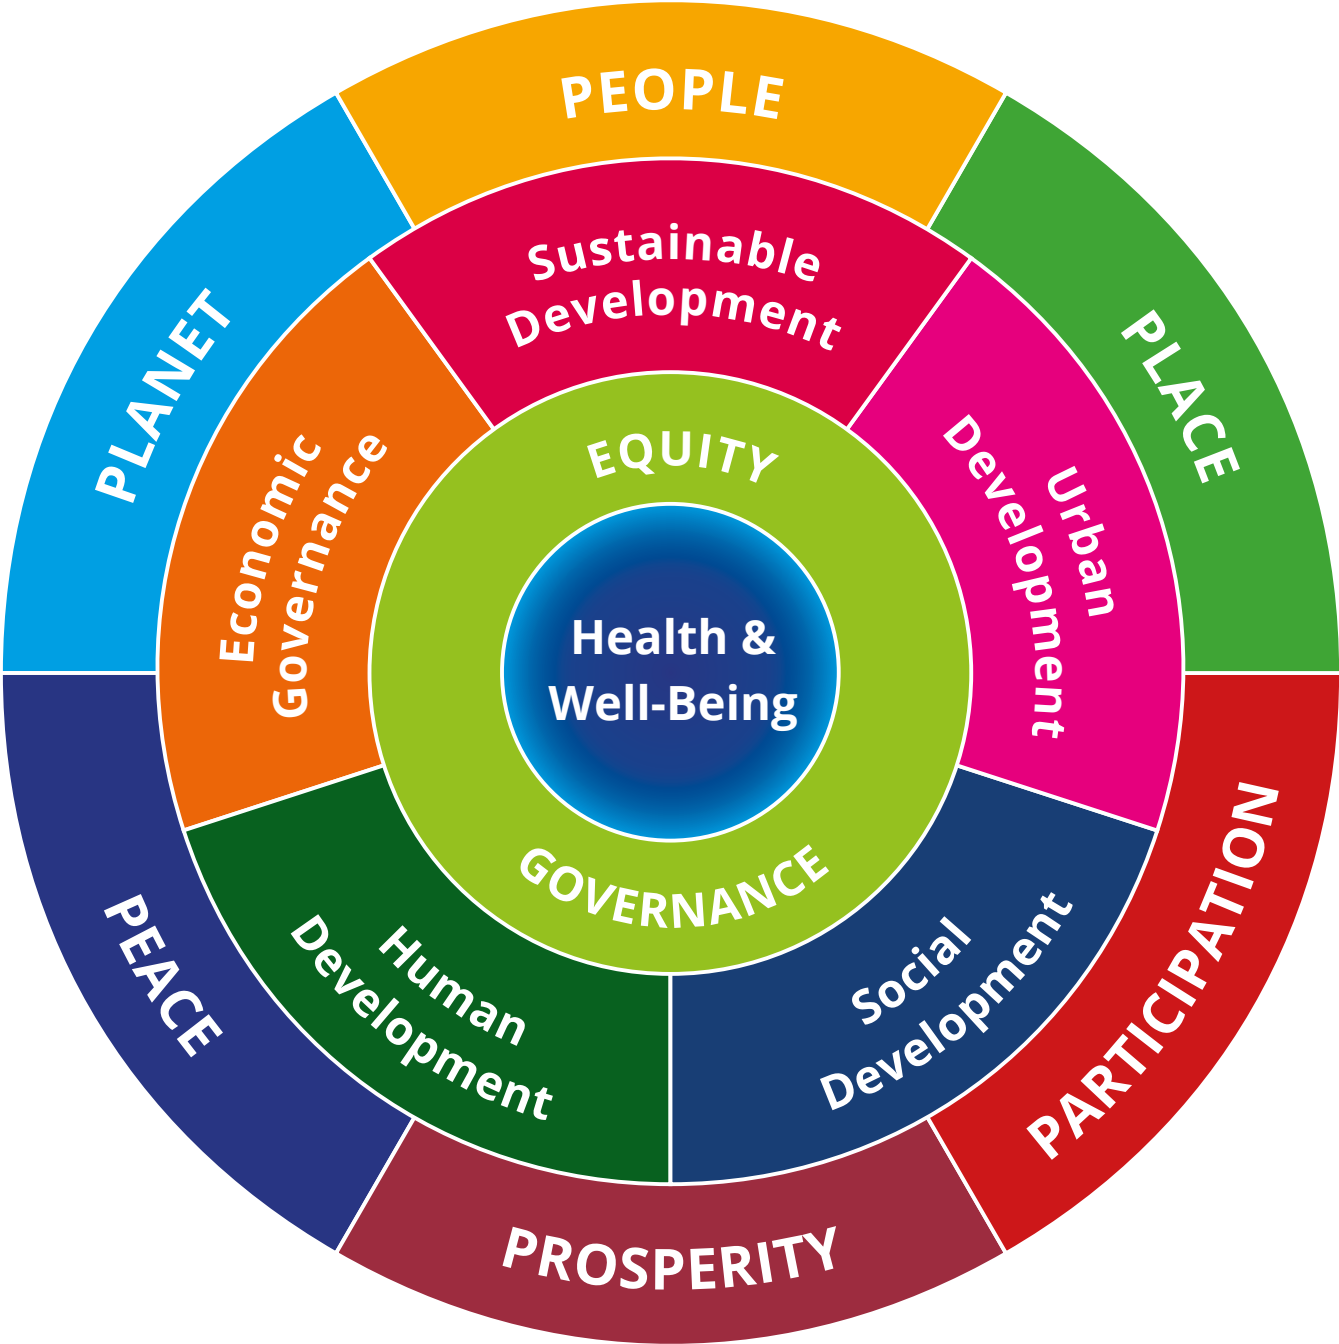 PEOPLE
PLACE
PARTICIPATION
PROSPERITY
PEACE
PLANET
Sustainable
Development
Urban
Development
Social
Development
Human
Development
Economic
Governance
EQUITY
GOVERNANCE
Health &
Well-Being